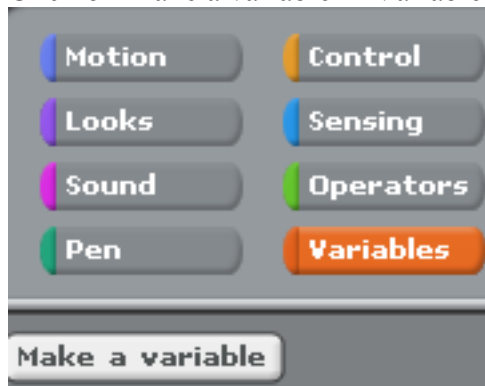 Motion Control
Looks Sensing
Sound Operators
Pen Variables
Make a variable